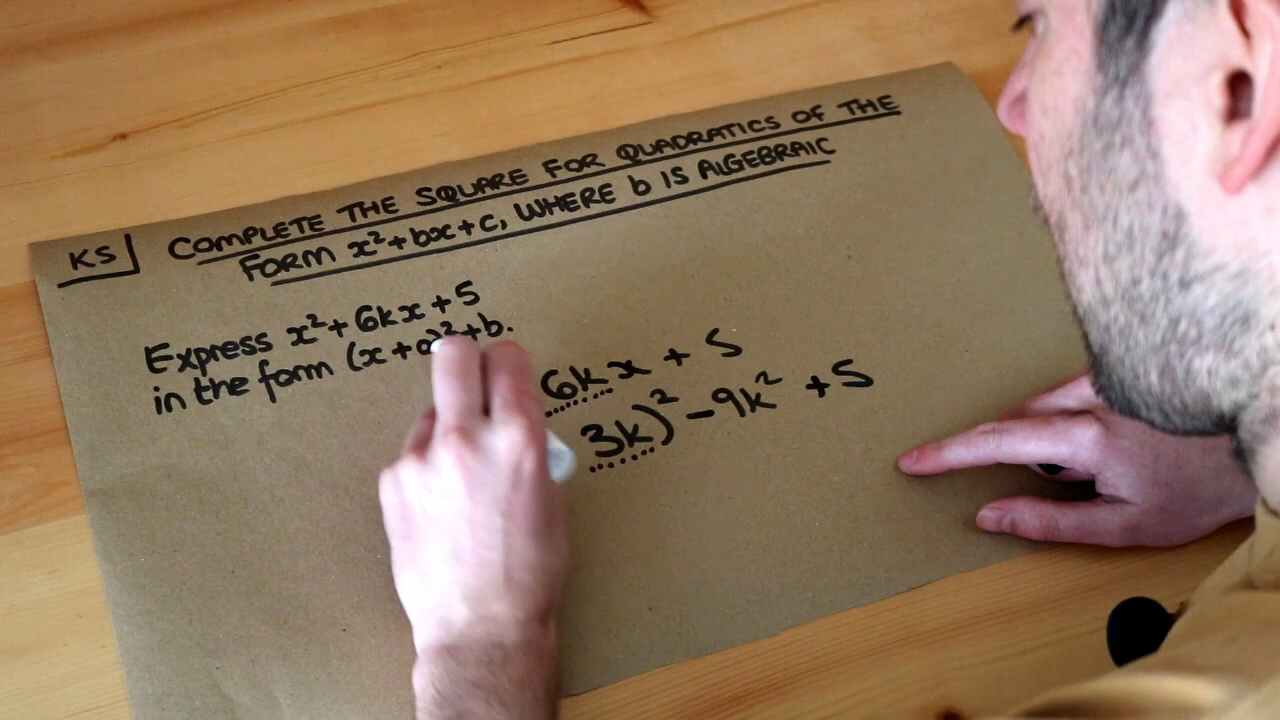 KS COMPLETE THE SQUARE FOR QUADRATICS OF THE
FORM x²+bx+c, WHERE b IS ALGEBRAIC
Express x²+6kx+5
in the form (x+a)²+b.
6kx + 5
3k)² -9k² +5